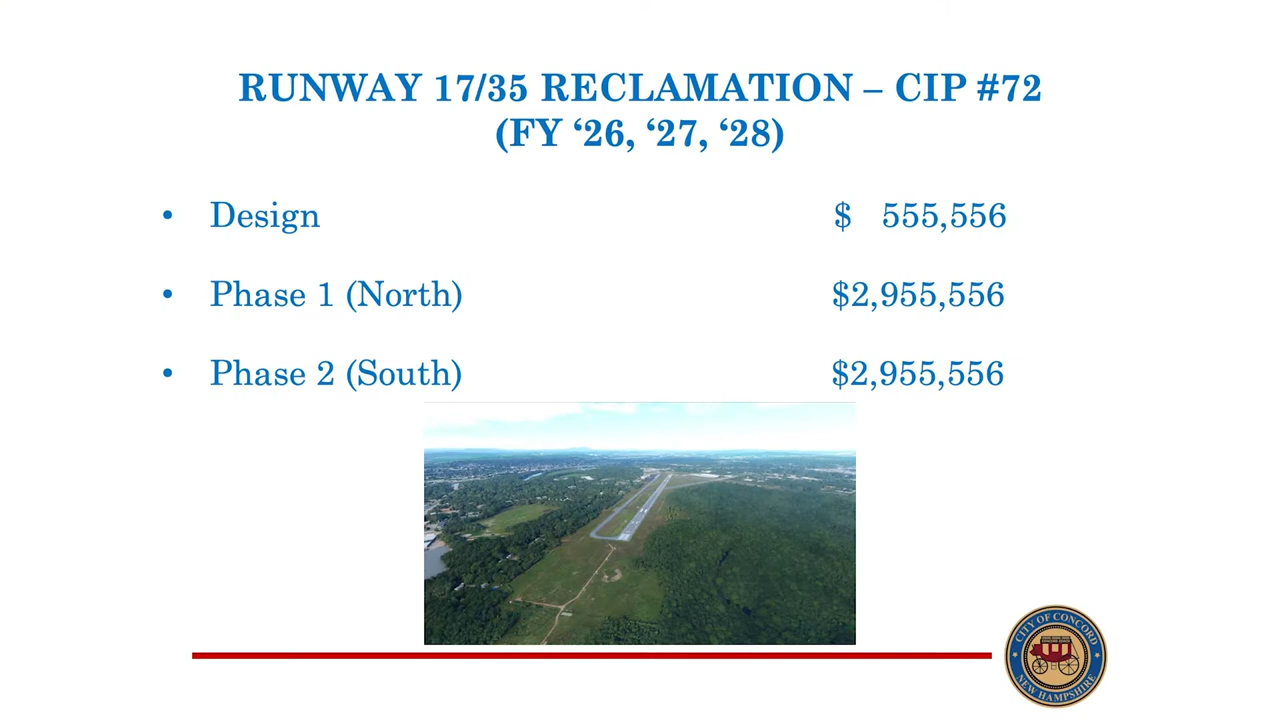 RUNWAY 17/35 RECLAMATION – CIP #72
(FY ‘26, ‘27, ‘28)
• Design $ 555,556
• Phase 1 (North) $2,955,556
• Phase 2 (South) $2,955,556
CITY OF CONCORD
NEW HAMPSHIRE